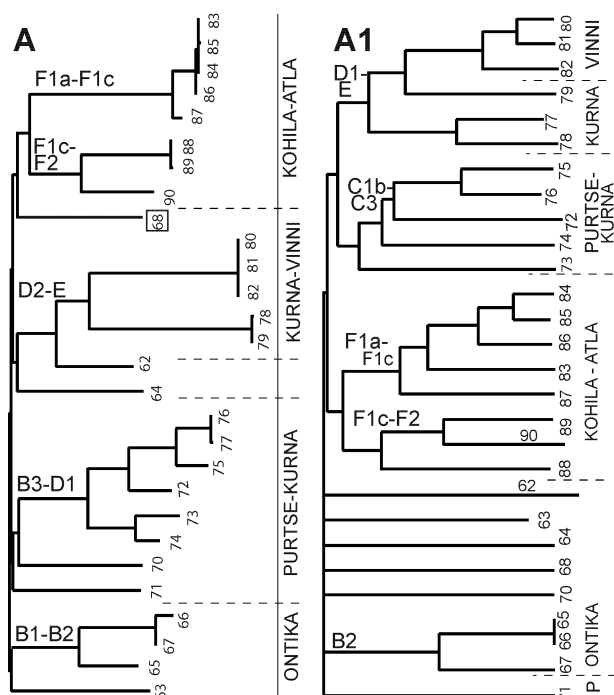 A
83
85
84
86
F1a-F1c
87
F1c-
F2
89 88
90
68
KOHILA-ATLA
80
81
82
D2-E
78
79
62
64
KURNA-VINNI
76
77
75
72
B3-D1
73
74
70
71
PURTSE-KURNA
66
67
B1-B2
65
63
ONTIKA
A1
80
81
82
VINNI
D1-
E
79
77
78
KURNA
75
76
C1b-
C3
72
74
73
PURTSE-
KURNA
84
85
86
F1a-
F1c
83
87
F1c-F2
89
90
88
KOHILA - ATLA
62
63
64
68
70
65
66
B2
67
ONTIKA
P